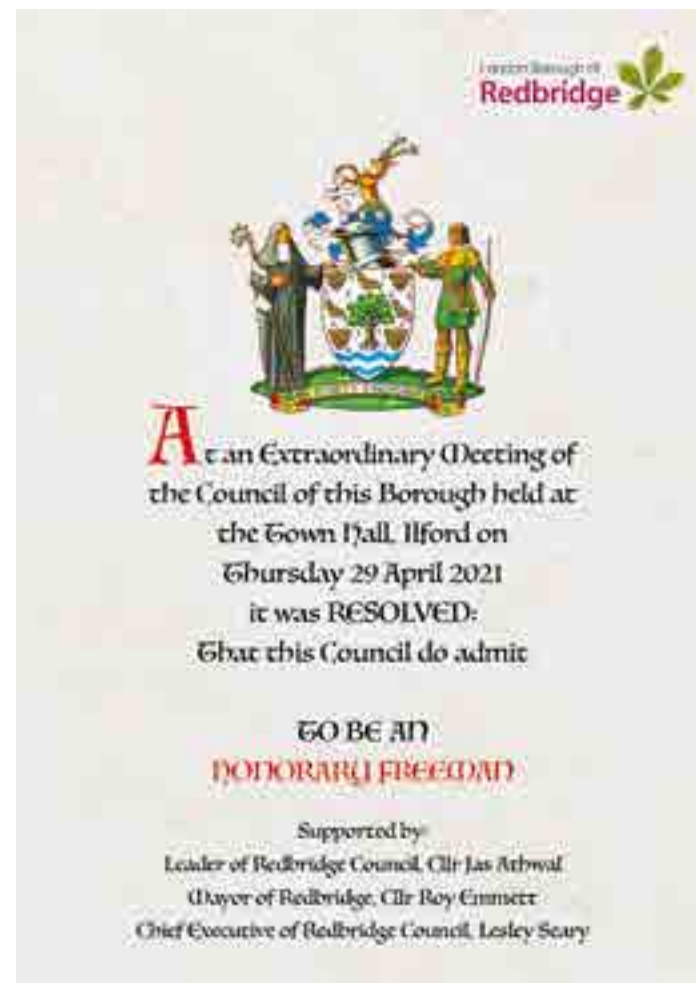 London Borough of
Redbridge
At an Extraordinary Meeting of
the Council of this Borough held at
the Town Hall, Ilford on
Thursday 29 April 2021
it was RESOLVED:
That this Council do admit
TO BE AN
HONORARY FREEMAN
Supported by:
Leader of Redbridge Council, Cllr Jas Athwal
Mayor of Redbridge, Cllr Roy Emmett
Chief Executive of Redbridge Council, Lesley Seary